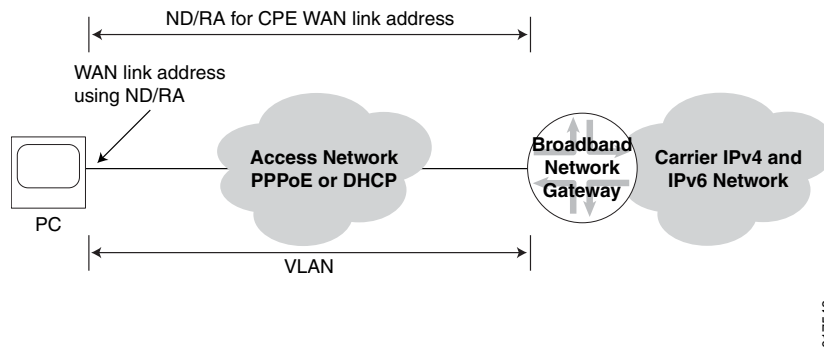 ND/RA for CPE WAN link address
WAN link address
using ND/RA
Access Network
PPPoE or DHCP
Broadband
Network
Gateway
Carrier IPv4 and
IPv6 Network
PC
VLAN